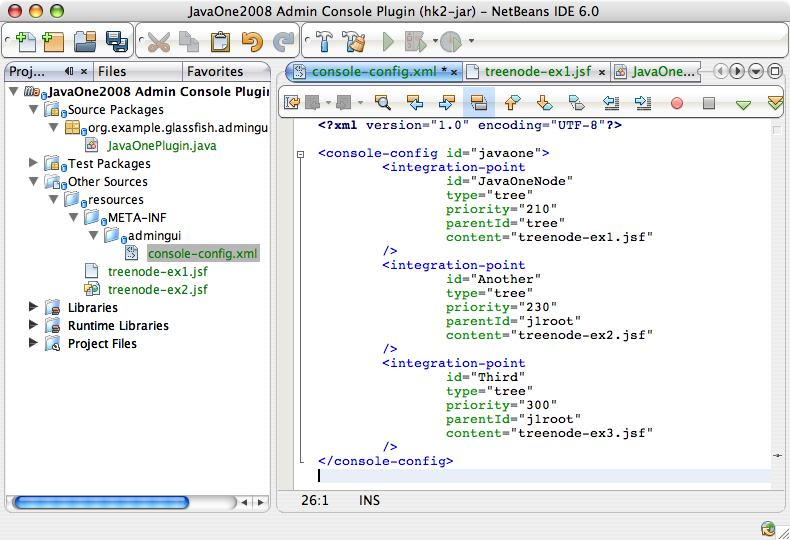 JavaOne2008 Admin Console Plugin (hk2-jar) – NetBeans IDE 6.0
Proj... Files Favorites
console-config.xml * treenode-ex1.jsf JavaOne...
JavaOne2008 Admin Console Plugin
Source Packages
org.example.glassfish.admingu
JavaOnePlugin.java
Test Packages
Other Sources
resources
META-INF
admingui
console-config.xml
treenode-ex1.jsf
treenode-ex2.jsf
Libraries
Runtime Libraries
Project Files
<?xml version="1.0" encoding="UTF-8"?>
<console-config id="javaone">
<integration-point
id="JavaOneNode"
type="tree"
priority="210"
parentId="tree"
content="treenode-ex1.jsf"
/>
<integration-point
id="Another"
type="tree"
priority="230"
parentId="jlroot"
content="treenode-ex2.jsf"
/>
<integration-point
id="Third"
type="tree"
priority="300"
parentId="jlroot"
content="treenode-ex3.jsf"
/>
</console-config>
26:1 INS